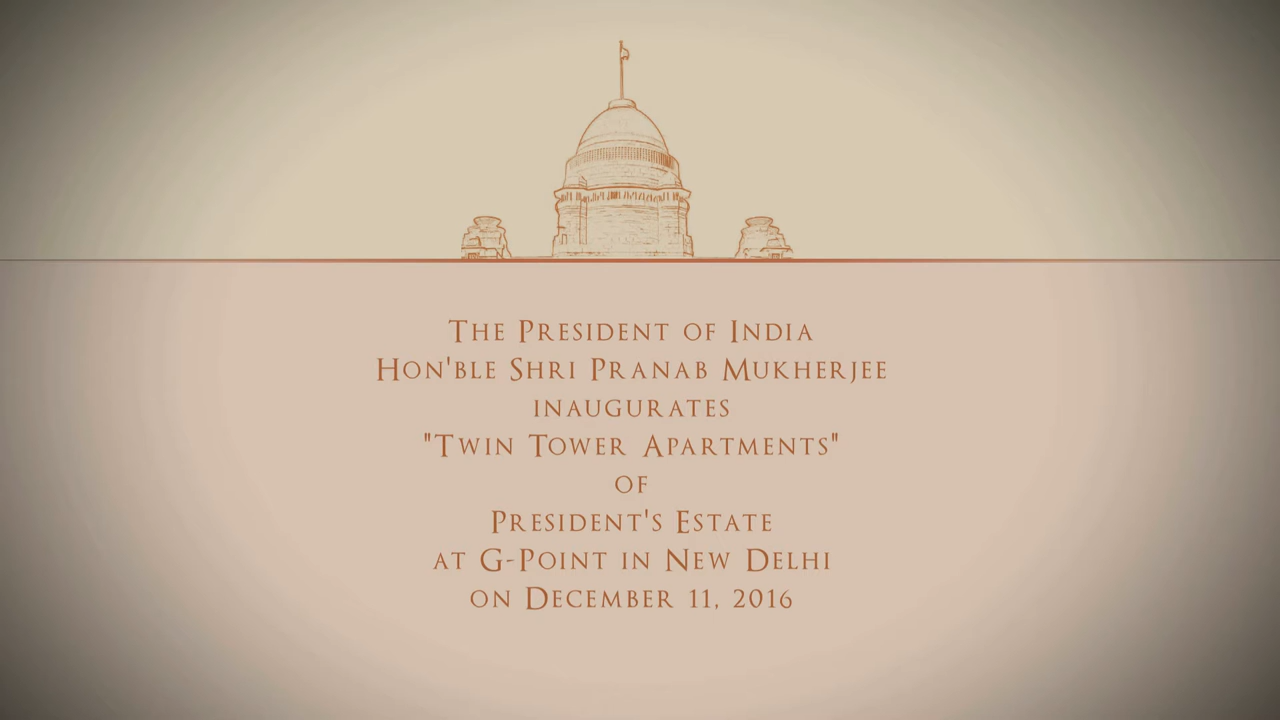 The President of India
Hon'ble Shri Pranab Mukherjee
inaugurates
"Twin Tower Apartments"
of
President's Estate
at G-Point in New Delhi
on December 11, 2016